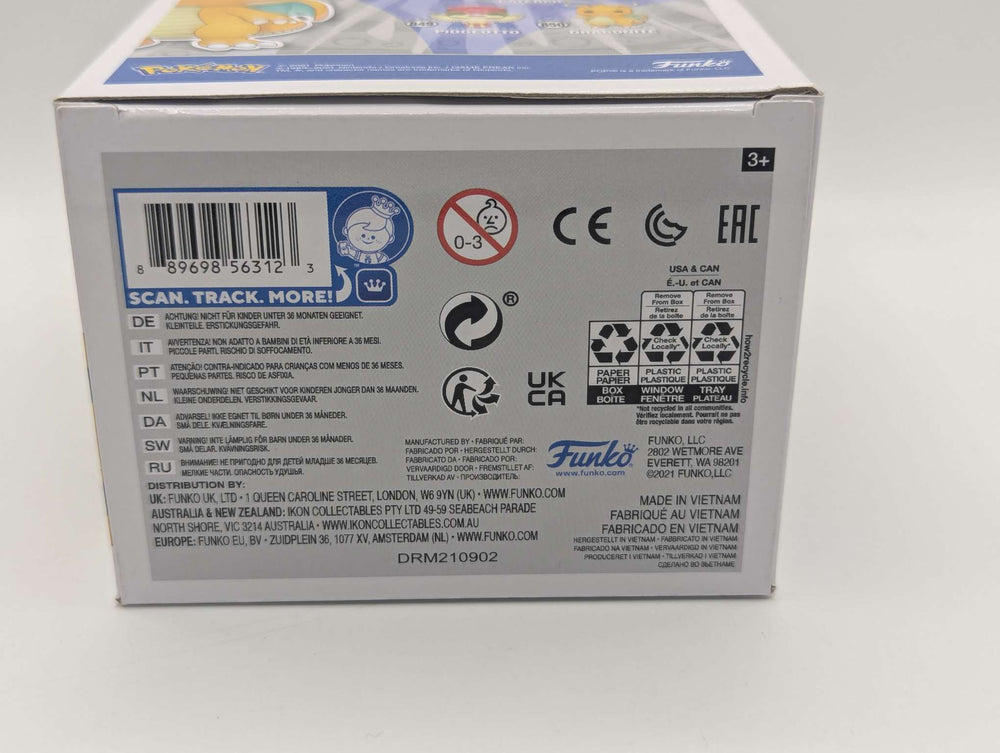 849
850
PIDGEOTTO
DRAGONITE
POKéMON
Funko
3+
8 89698 56312 3
SCAN. TRACK. MORE!
™
0-3
CE
EAC
®
UK
CA
USA & CAN
É.-U. et CAN
Remove From Box
Retirez de la boîte
Remove From Box
Retirez de la boîte
Check Locally*
Check Locally*
PAPER
PAPIER
PLASTIC
PLASTIQUE
PLASTIC
PLASTIQUE
BOX
BOÎTE
WINDOW
FENÊTRE
TRAY
PLATEAU
*Not recycled in all communities.
Vérifiez localement. Pourrait ne pas
être recyclable dans votre région.
how2recycle.info
DE ACHTUNG! NICHT FÜR KINDER UNTER 36 MONATEN GEEIGNET.
KLEINTEILE. ERSTICKUNGSGEFAHR.
IT AVVERTENZA! NON ADATTO A BAMBINI DI ETÀ INFERIORE A 36 MESI.
PICCOLE PARTI. RISCHIO DI SOFFOCAMENTO.
PT ATENÇÃO! CONTRA-INDICADO PARA CRIANÇAS COM MENOS DE 36 MESES.
PEQUENAS PARTES. RISCO DE ASFIXIA.
NL WAARSCHUWING! NIET GESCHIKT VOOR KINDEREN JONGER DAN 36 MAANDEN.
KLEINE ONDERDELEN. VERSTIKKINGSGEVAAR.
DA ADVARSEL! IKKE EGNET TIL BØRN UNDER 36 MÅNEDER.
SMÅ DELE. KVÆLNINGSFARE.
SW VARNING! INTE LÄMPLIG FÖR BARN UNDER 36 MÅNADER.
SMÅ DELAR. KVÄVNINGSRISK.
RU ВНИМАНИЕ! НЕ ПРИГОДНО ДЛЯ ДЕТЕЙ МЛАДШЕ 36 МЕСЯЦЕВ.
МЕЛКИЕ ЧАСТИ. ОПАСНОСТЬ УДУШЬЯ.
MANUFACTURED BY • FABRIQUÉ PAR:
FABRICADO POR • HERGESTELLT DURCH:
FABRICATO DA • FABRICADO POR:
VERVAARDIGD DOOR • FREMSTILLET AF:
TILLVERKAD AV • ПРОИЗВОДИТЕЛЬ:
Funko
www.funko.com
FUNKO, LLC
2802 WETMORE AVE
EVERETT, WA 98201
©2021 FUNKO,LLC
DISTRIBUTION BY:
UK: FUNKO UK, LTD • 1 QUEEN CAROLINE STREET, LONDON, W6 9YN (UK) • WWW.FUNKO.COM
AUSTRALIA & NEW ZEALAND: IKON COLLECTABLES PTY LTD 49-59 SEABEACH PARADE
NORTH SHORE, VIC 3214 AUSTRALIA • WWW.IKONCOLLECTABLES.COM.AU
EUROPE: FUNKO EU, BV • ZUIDPLEIN 36, 1077 XV, AMSTERDAM (NL) • WWW.FUNKO.COM
DRM210902
MADE IN VIETNAM
FABRIQUÉ AU VIETNAM
FABRICADO EN VIETNAM
HERGESTELLT IN VIETNAM • FABBRICATO IN VIETNAM
FABRICADO NA VIETNAM • VERVAARDIGD IN VIETNAM
PRODUCERET I VIETNAM • TILLVERKAD I VIETNAM
СДЕЛАНО ВО ВЬЕТНАМЕ